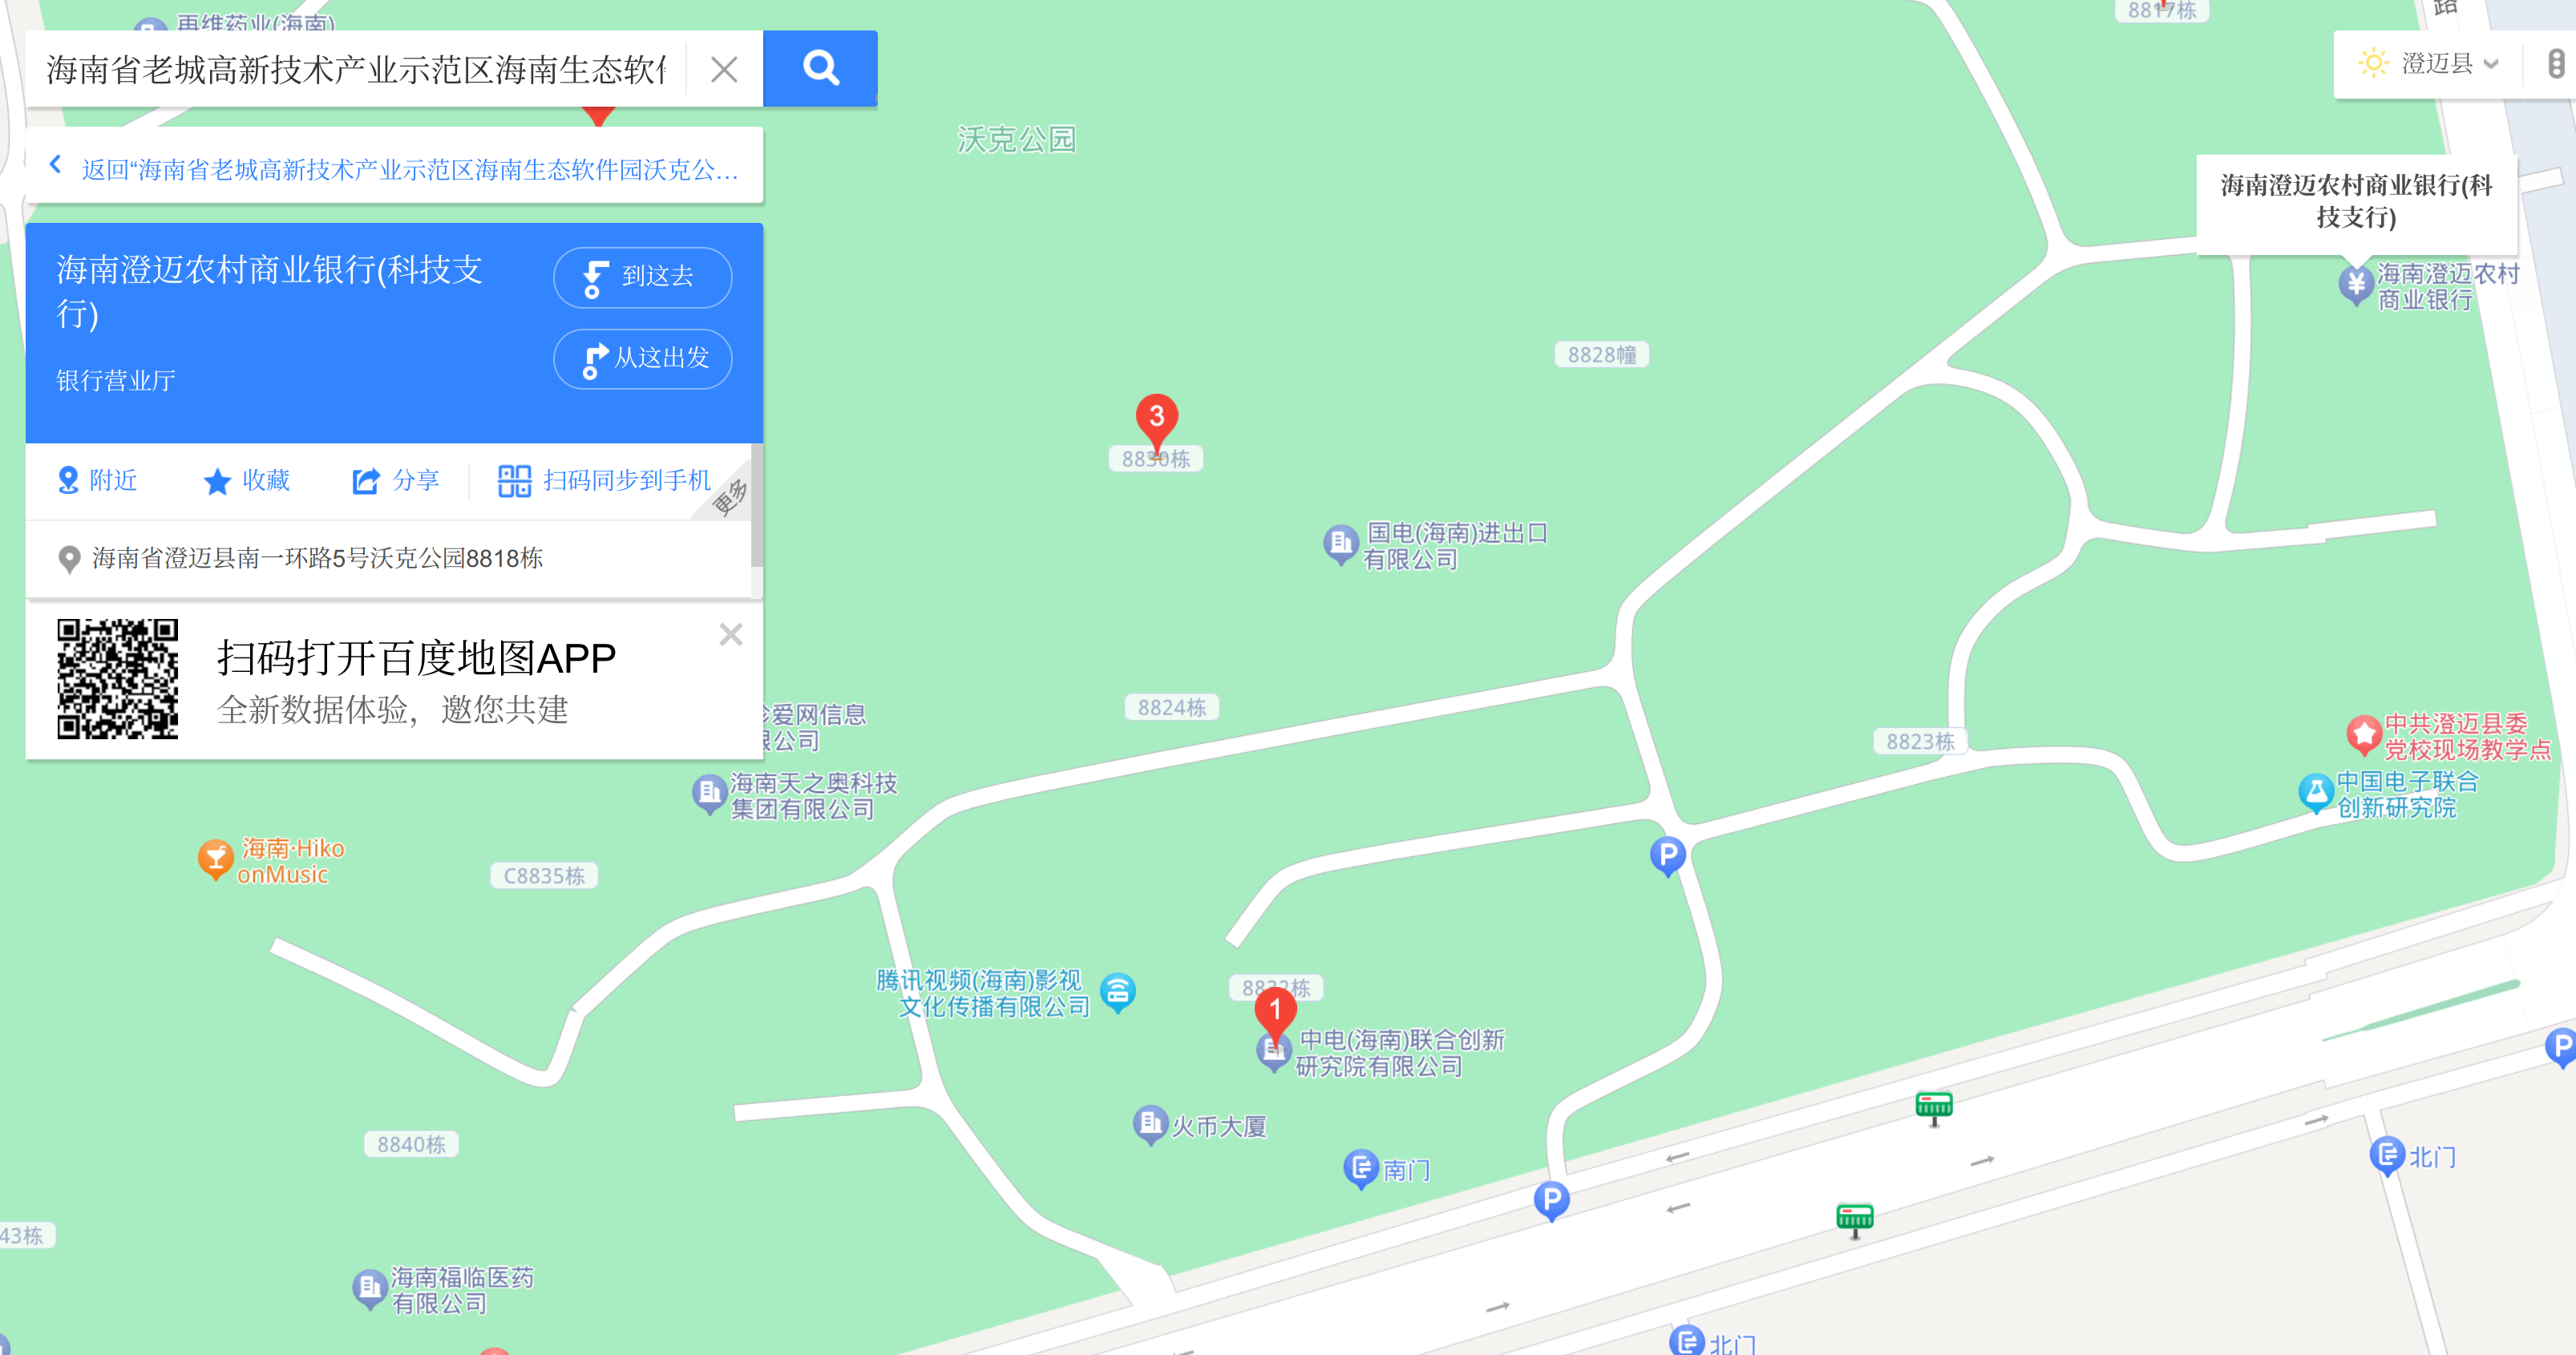 再维药业(海南)
海南省老城高新技术产业示范区海南生态软
返回“海南省老城高新技术产业示范区海南生态软件园沃克公...
海南澄迈农村商业银行(科技支
行)
银行营业厅
到这去
从这出发
附近
收藏
分享
扫码同步到手机
更多
海南省澄迈县南一环路5号沃克公园8818栋
扫码打开百度地图APP
全新数据体验，邀您共建
沃克公园
8817栋
路
澄迈县
海南澄迈农村商业银行(科
技支行)
海南澄迈农村
商业银行
8828幢
3
8830栋
国电(海南)进出口
有限公司
8824栋
爱网信息
公司
8823栋
中共澄迈县委
党校现场教学点
中国电子联合
创新研究院
海南天之奥科技
集团有限公司
海南·Hiko
onMusic
C8835栋
P
腾讯视频(海南)影视
文化传播有限公司
8832栋
1
中电(海南)联合创新
研究院有限公司
火币大厦
南门
P
P
北门
8840栋
43栋
海南福临医药
有限公司
北门